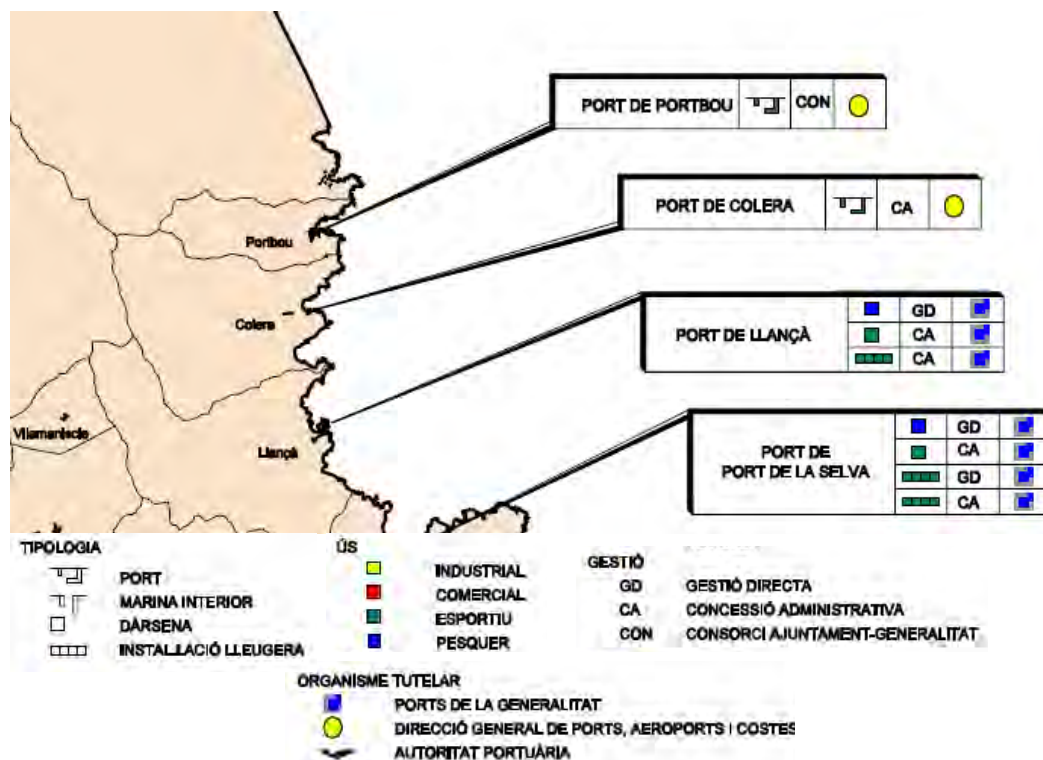 PORT DE PORTBOU CON
PORT DE COLERA CA
Portbou
Colera
PORT DE LLANÇÀ
GD
CA
CA
Vilamaniscle
Llançà
PORT DE
PORT DE LA SELVA
GD
CA
GD
CA
TIPOLOGIA
PORT
MARINA INTERIOR
DÀRSENA
INSTAL·LACIÓ LLEUGERA
ÚS
INDUSTRIAL
COMERCIAL
ESPORTIU
PESQUER
GESTIÓ
GD GESTIÓ DIRECTA
CA CONCESSIÓ ADMINISTRATIVA
CON CONSORCI AJUNTAMENT-GENERALITAT
ORGANISME TUTELAR
PORTS DE LA GENERALITAT
DIRECCIÓ GENERAL DE PORTS, AEROPORTS I COSTES
AUTORITAT PORTUÀRIA